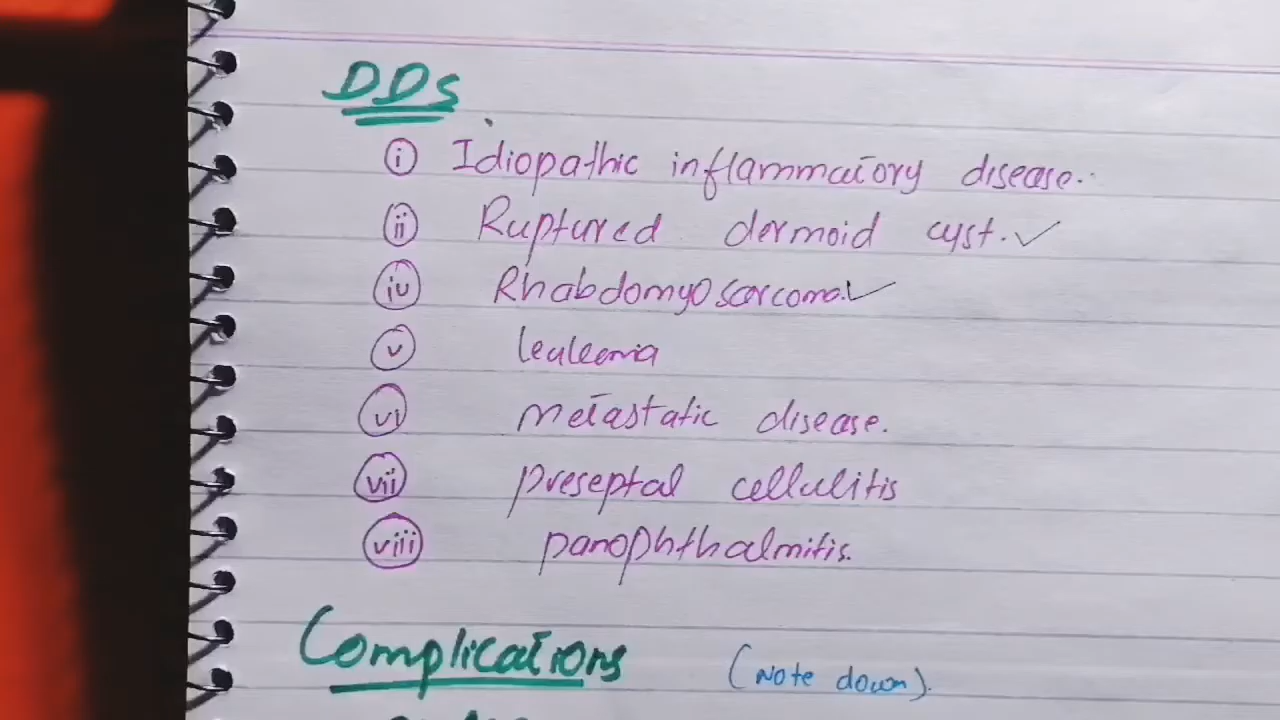 DDs
i Idiopathic inflammatory disease.
ii Ruptured dermoid cyst. ✓
iv Rhabdomyosarcoma. ✓
v leukemia
vi metastatic disease.
vii preseptal cellulitis
viii panophthalmitis.
Complications (Note down).